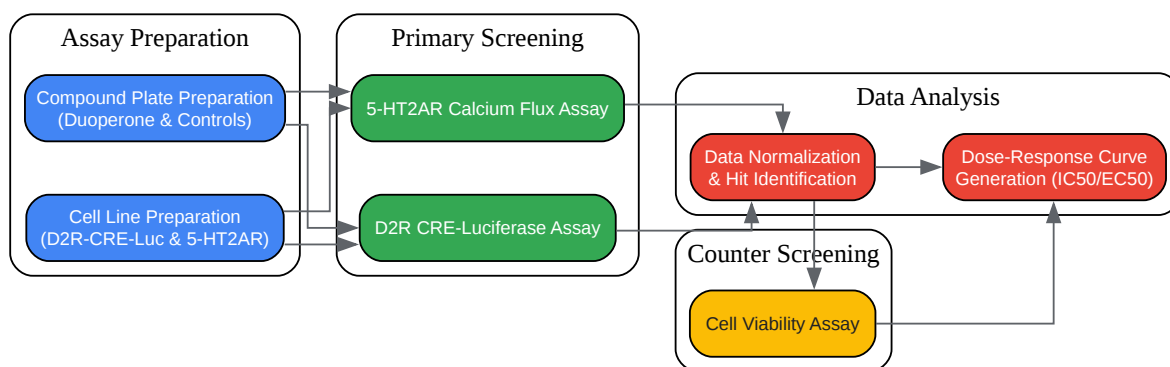 Assay Preparation
Compound Plate Preparation
(Duoperone & Controls)
Cell Line Preparation
(D2R-CRE-Luc & 5-HT2AR)
Primary Screening
5-HT2AR Calcium Flux Assay
D2R CRE-Luciferase Assay
Data Analysis
Data Normalization
& Hit Identification
Dose-Response Curve
Generation (IC50/EC50)
Counter Screening
Cell Viability Assay